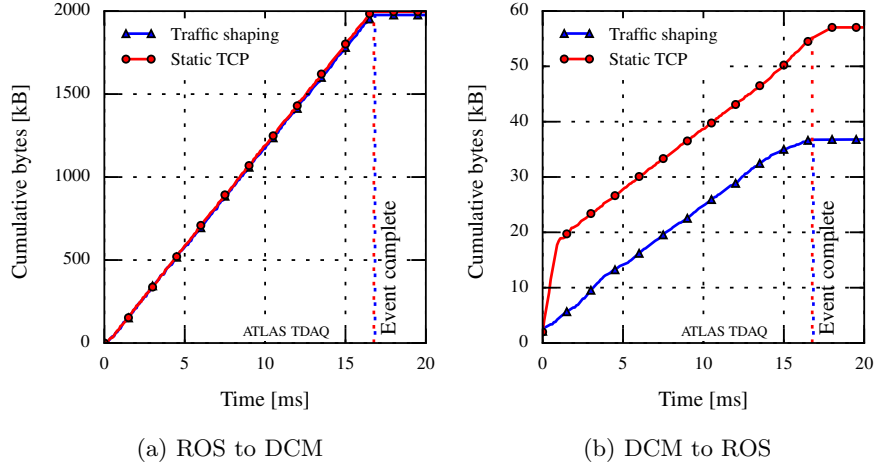 Cumulative bytes [kB]
2000
1500
1000
500
0
Traffic shaping
Static TCP
Event complete
ATLAS TDAQ
0 5 10 15 20
Time [ms]
(a) ROS to DCM
Cumulative bytes [kB]
60
50
40
30
20
10
0
Traffic shaping
Static TCP
Event complete
ATLAS TDAQ
0 5 10 15 20
Time [ms]
(b) DCM to ROS